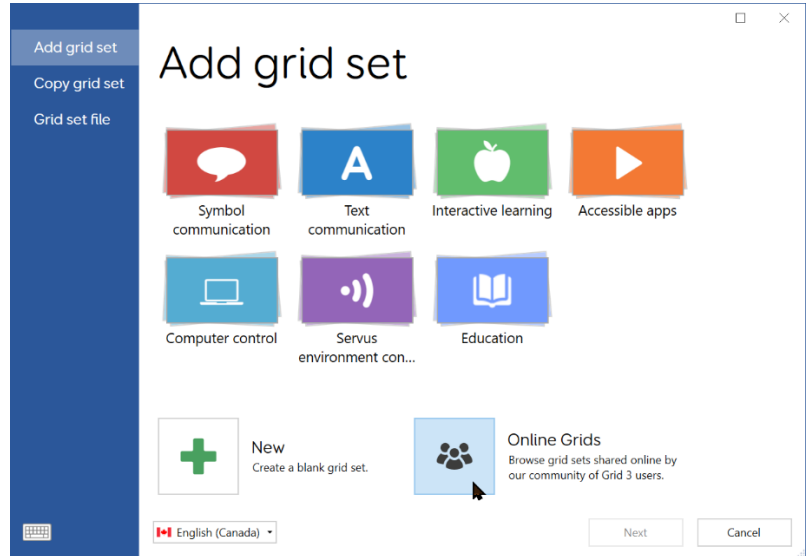 Add grid set
Copy grid set
Grid set file
Add grid set
Symbol
communication
A
Text
communication
Interactive learning
Accessible apps
Computer control
Servus
environment con...
Education
New
Create a blank grid set.
Online Grids
Browse grid sets shared online by
our community of Grid 3 users.
English (Canada)
Next
Cancel